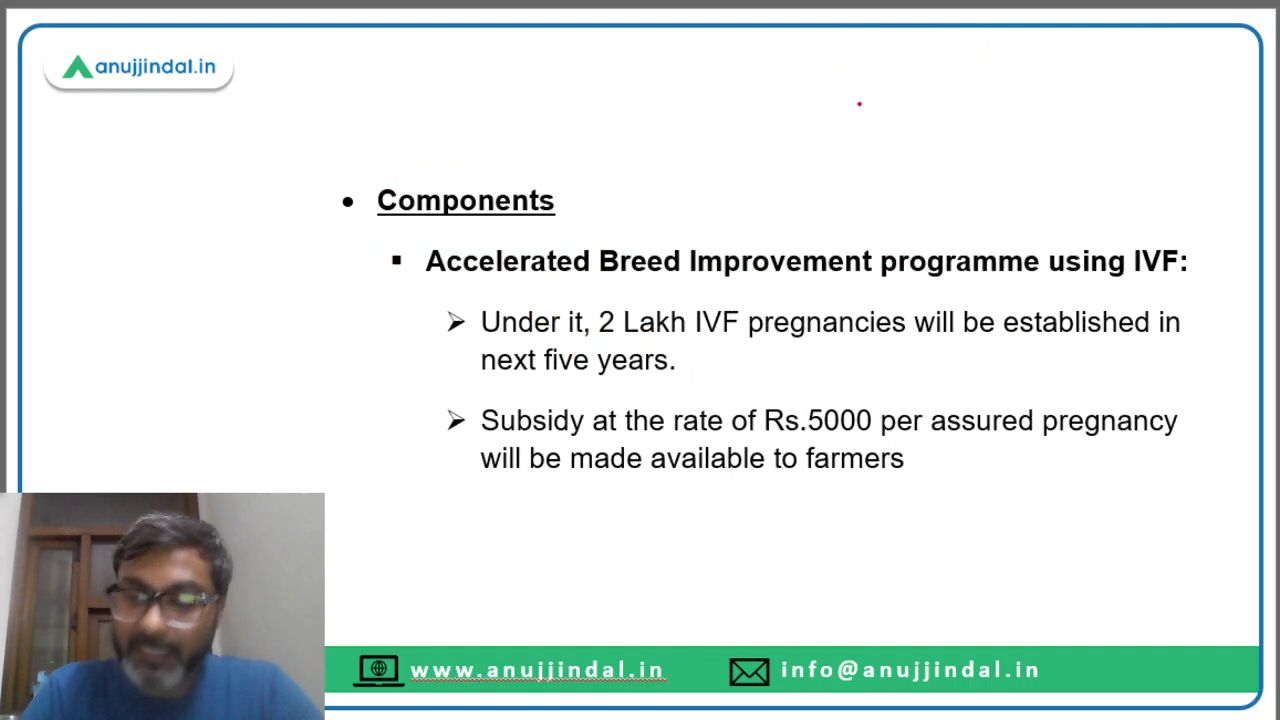 anujjindal.in
• Components
▪ Accelerated Breed Improvement programme using IVF:
➢ Under it, 2 Lakh IVF pregnancies will be established in
next five years.
➢ Subsidy at the rate of Rs.5000 per assured pregnancy
will be made available to farmers
www.anujjindal.in
info@anujjindal.in